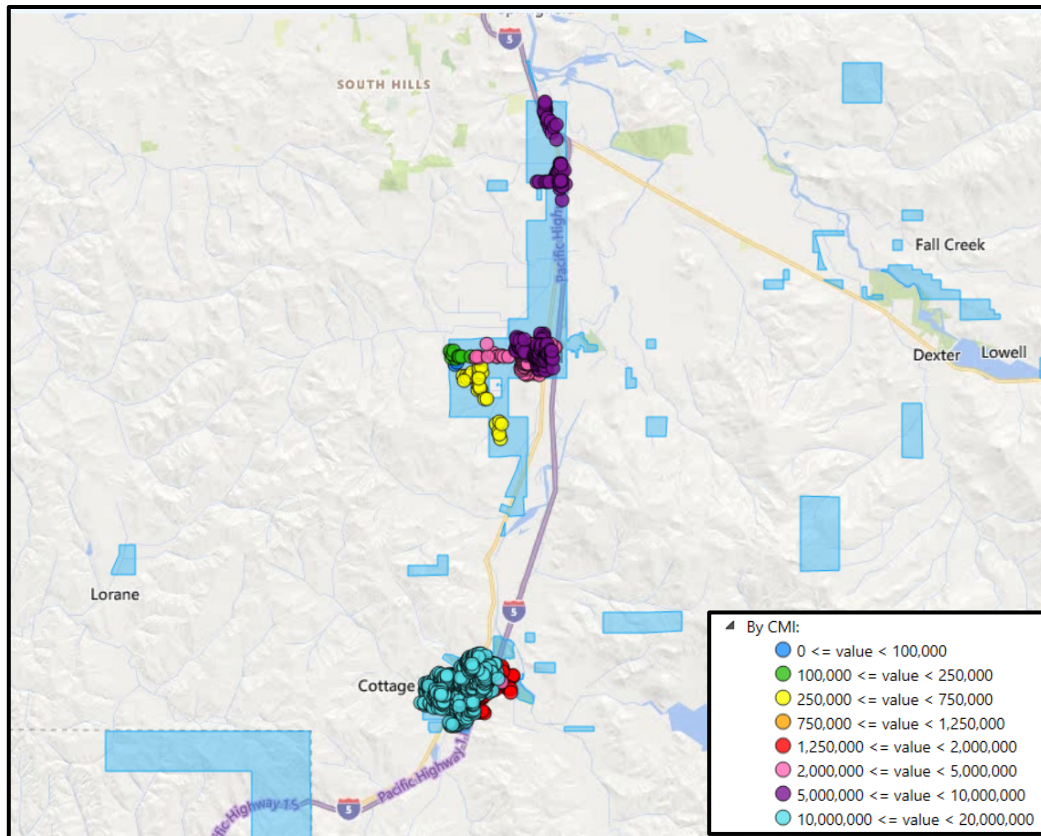 5
SOUTH HILLS
Pacific High
Fall Creek
Dexter
Lowell
Lorane
5
Cottage
Pacific Highway 1
5
By CMI:
0 <= value < 100,000
100,000 <= value < 250,000
250,000 <= value < 750,000
750,000 <= value < 1,250,000
1,250,000 <= value < 2,000,000
2,000,000 <= value < 5,000,000
5,000,000 <= value < 10,000,000
10,000,000 <= value < 20,000,000